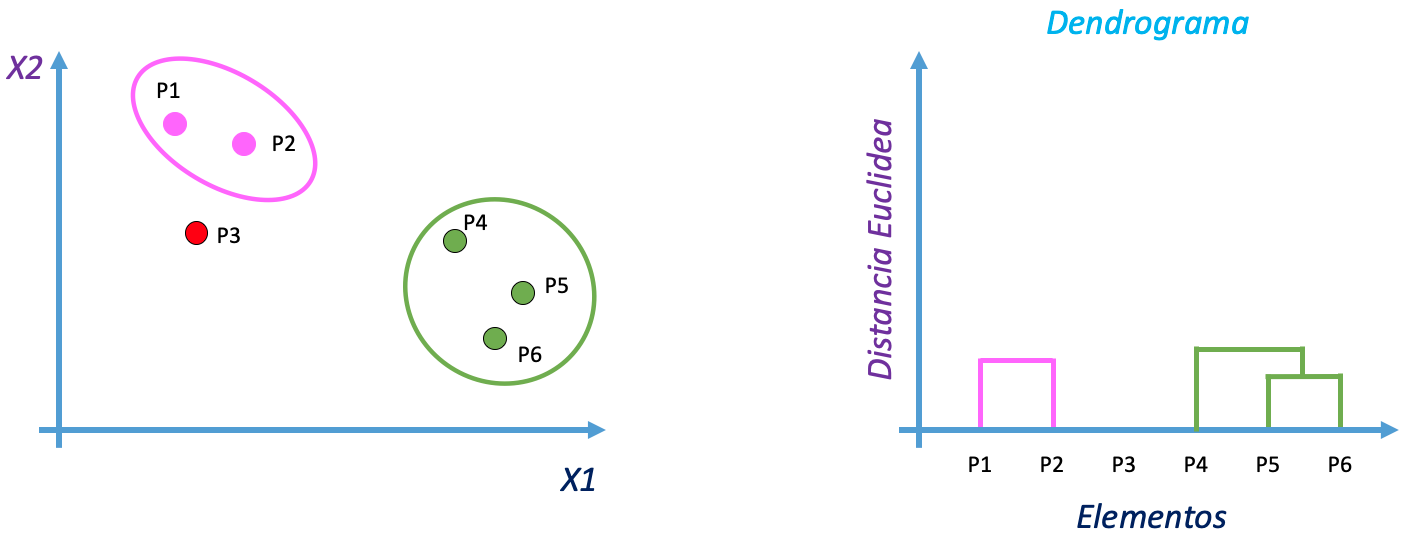 X2
P1
P2
P3
P4
P5
P6
X1
Dendrograma
Distancia Euclidea
P1 P2 P3 P4 P5 P6
Elementos